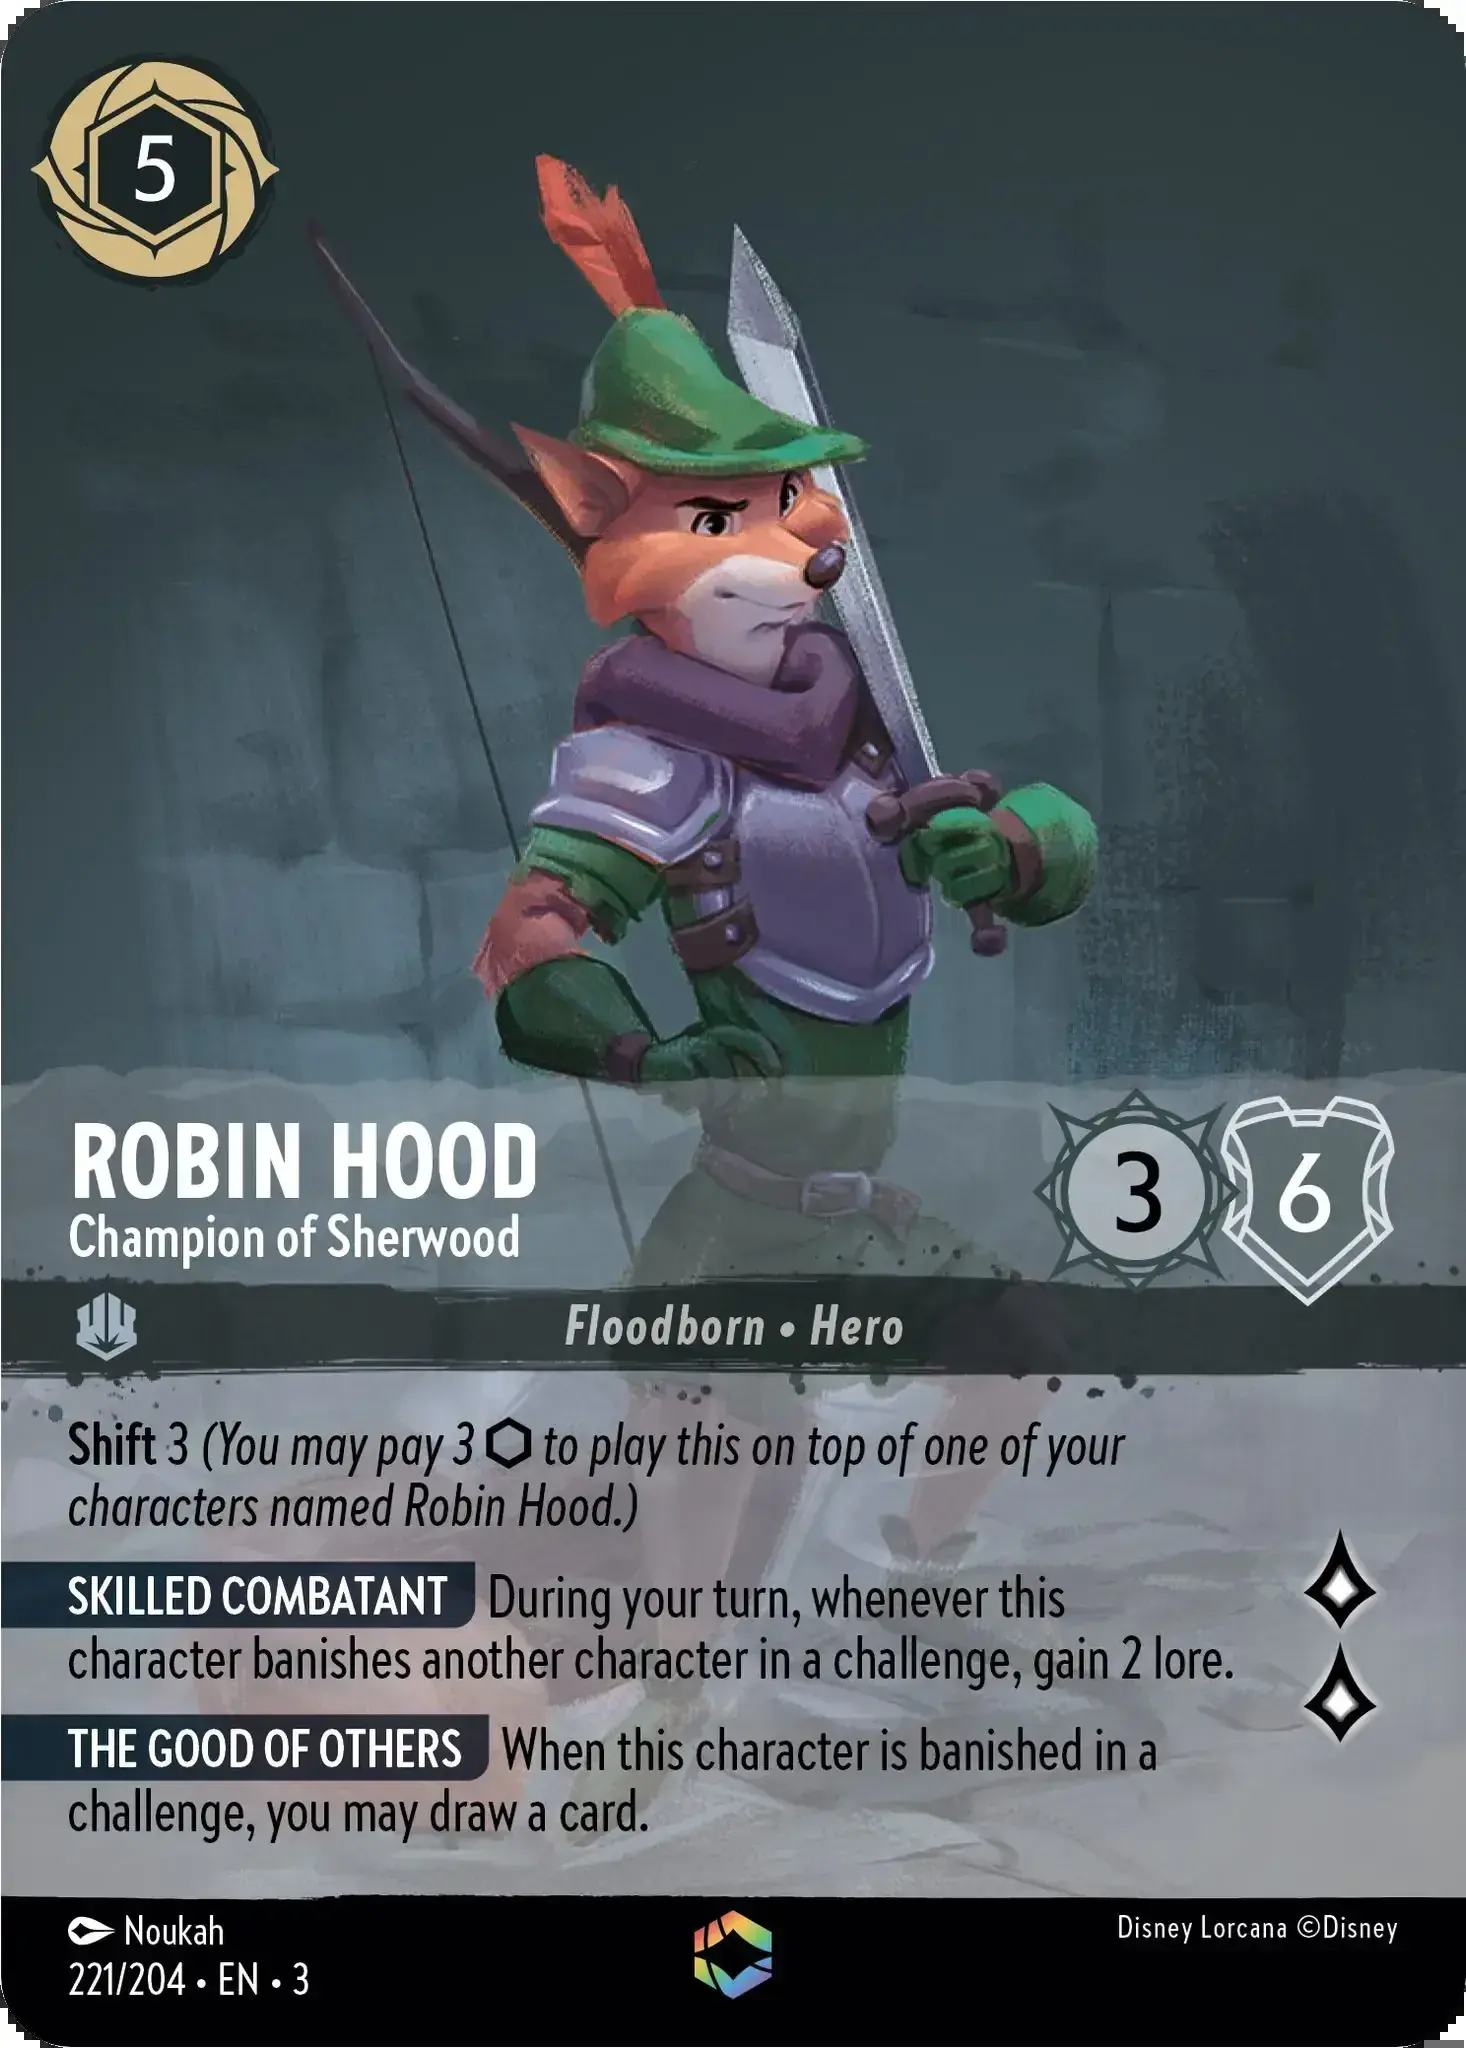 5
ROBIN HOOD
Champion of Sherwood
3
6
Floodborn • Hero
Shift 3 (You may pay 3 ⬡ to play this on top of one of your
characters named Robin Hood.)
SKILLED COMBATANT During your turn, whenever this
character banishes another character in a challenge, gain 2 lore.
THE GOOD OF OTHERS When this character is banished in a
challenge, you may draw a card.
Noukah
221/204 • EN • 3
Disney Lorcana ©Disney